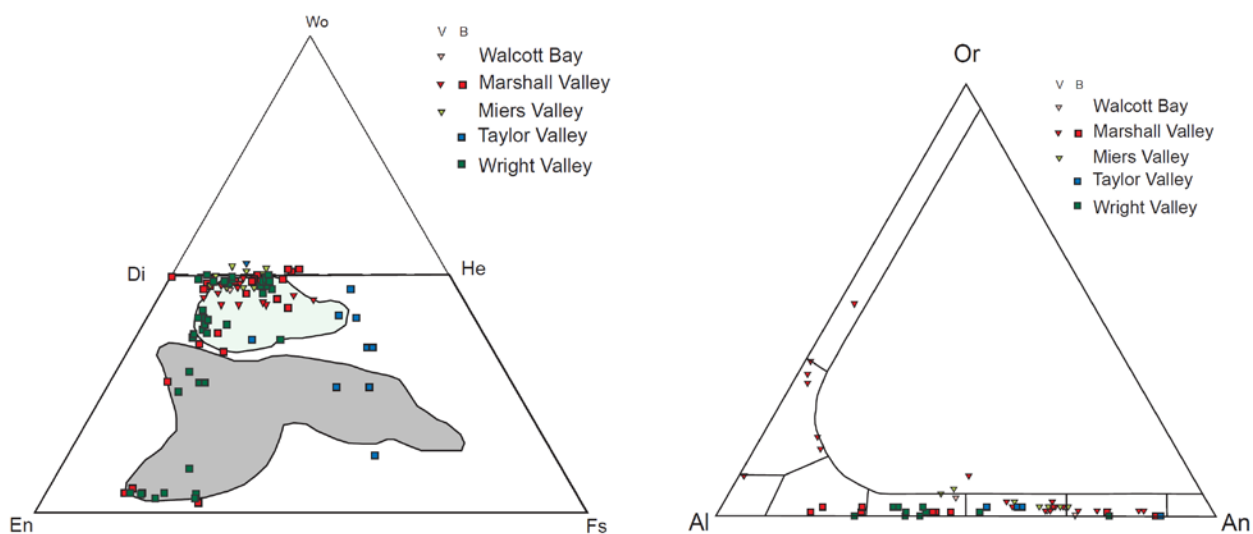 Wo
V B
Walcott Bay
Marshall Valley
Miers Valley
Taylor Valley
Wright Valley
Di
He
En
Fs
Or
V B
Walcott Bay
Marshall Valley
Miers Valley
Taylor Valley
Wright Valley
Al
An